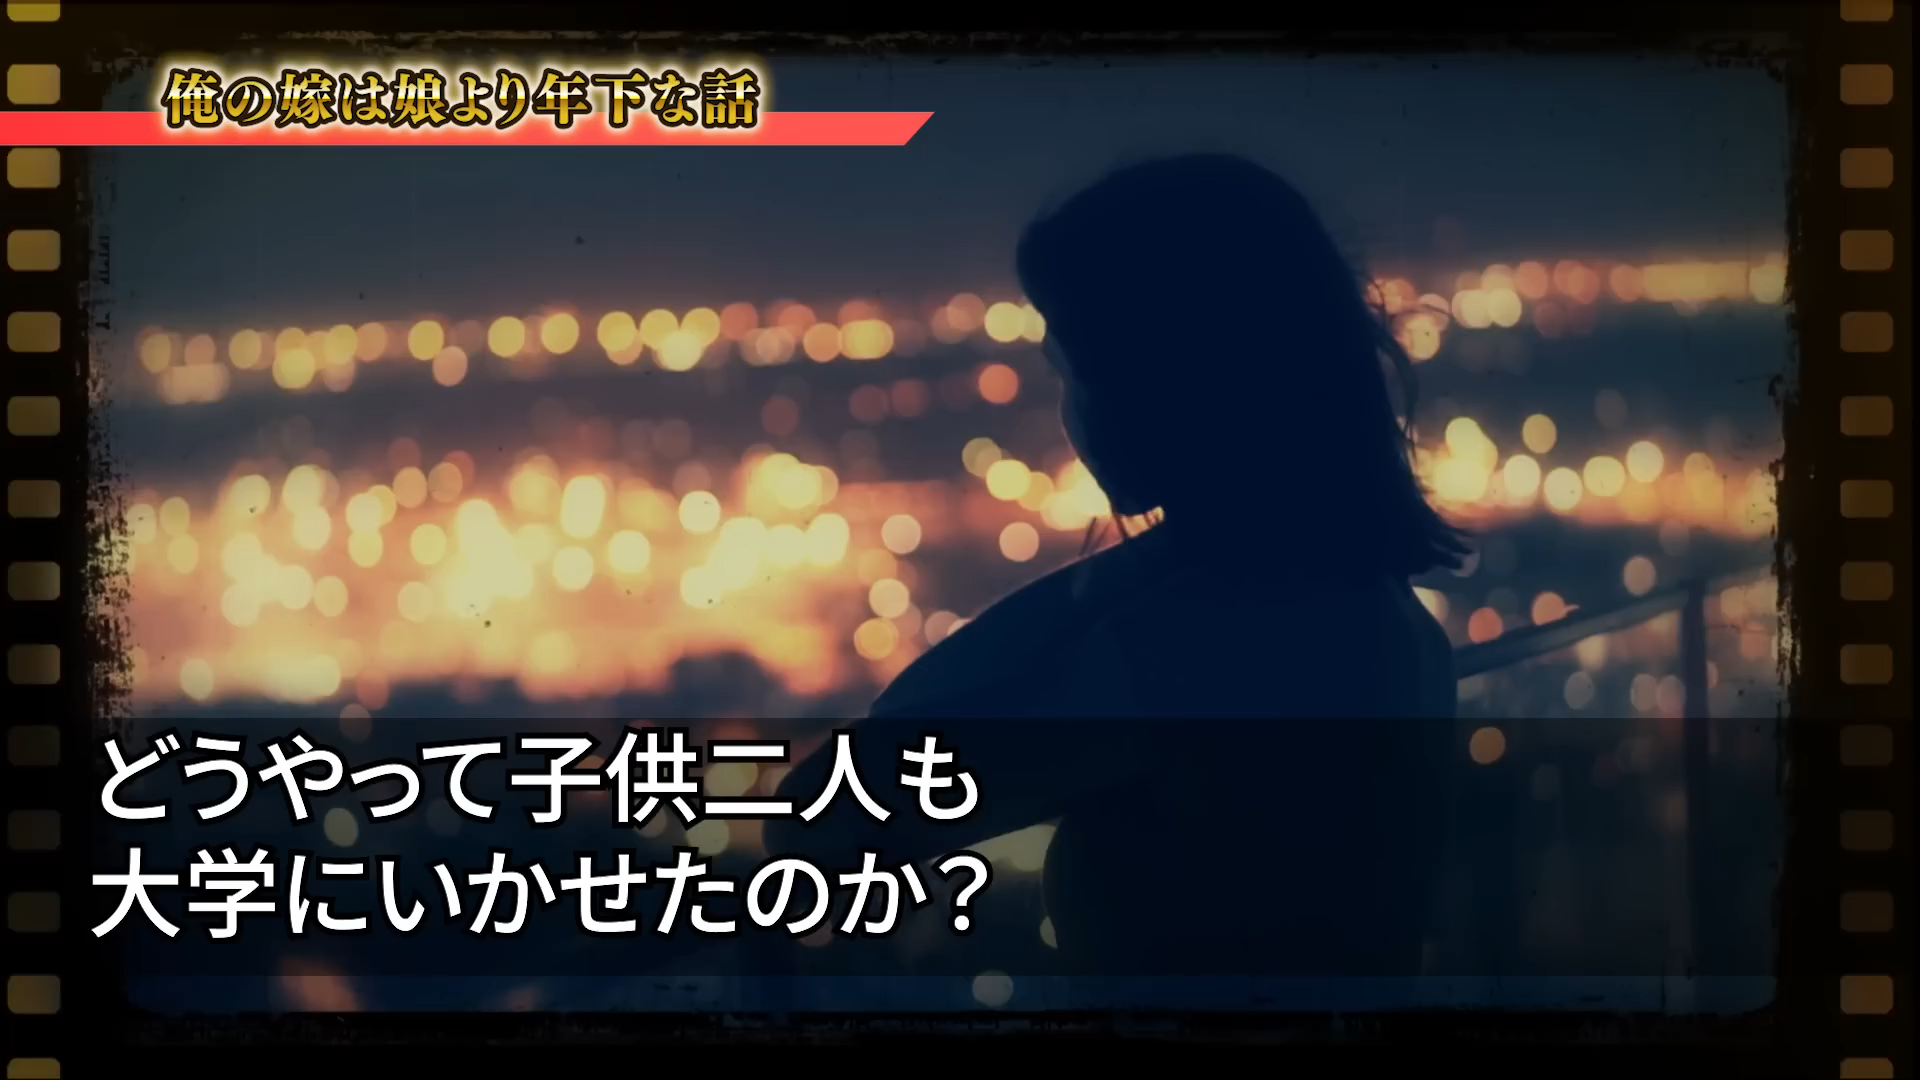 俺の嫁は娘より年下な話
どうやって子供二人も
大学にいかせたのか?